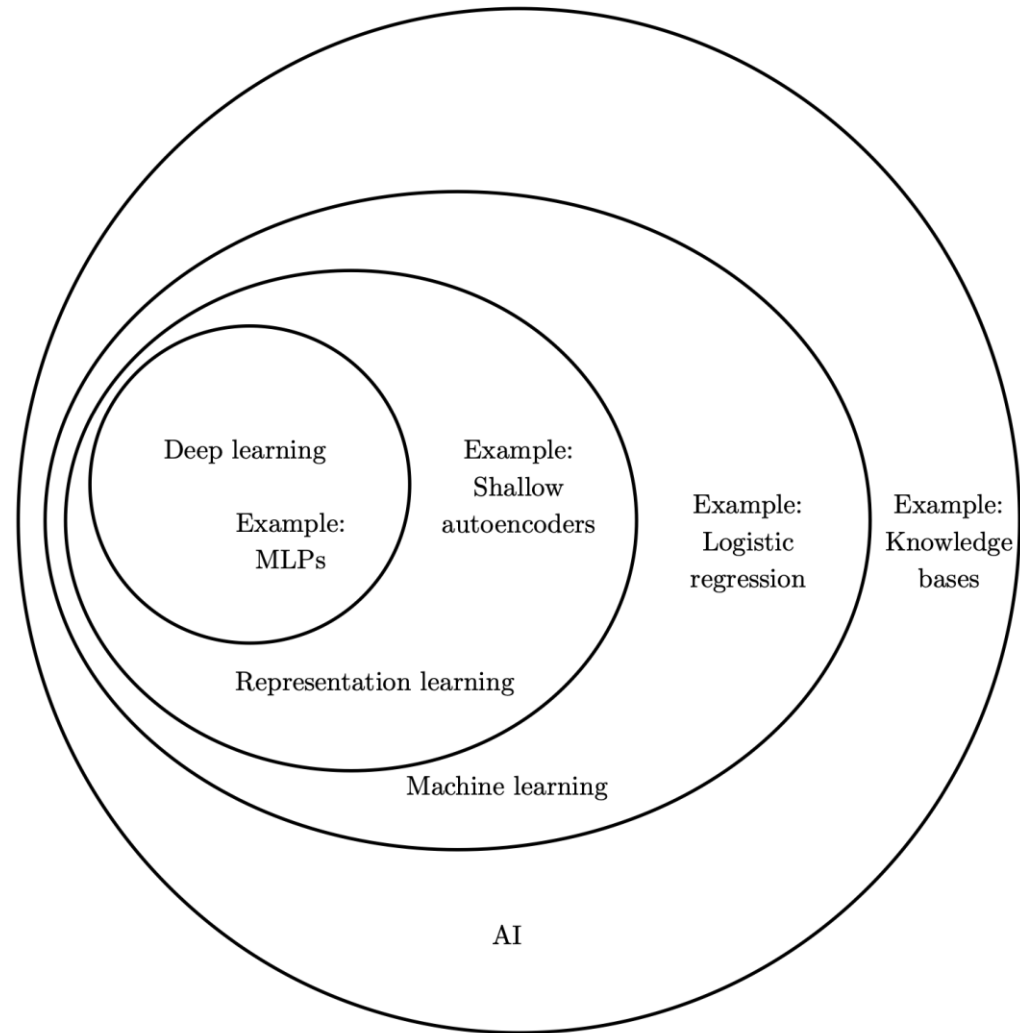 Deep learning
Example:
MLPs
Example:
Shallow
autoencoders
Example:
Logistic
regression
Example:
Knowledge
bases
Representation learning
Machine learning
AI